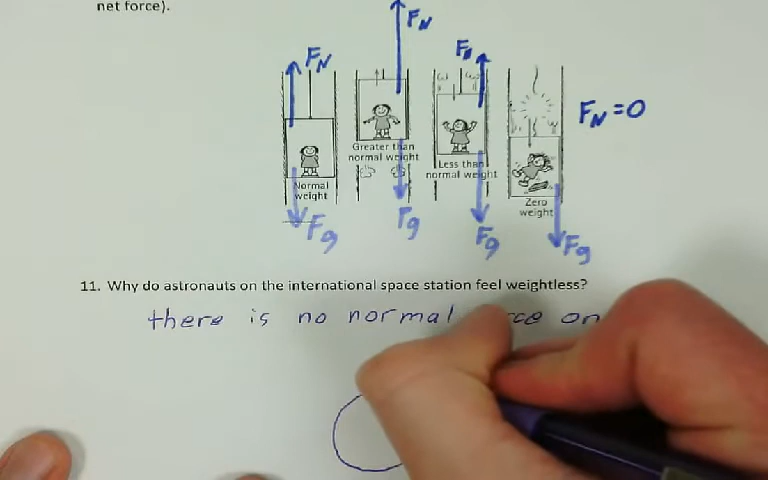 net force).
FN
FN
FN
FN=0
Normal
weight
Greater than
normal weight
Less than
normal weight
Zero
weight
Fg
Fg
Fg
Fg
11. Why do astronauts on the international space station feel weightless?
there is no normal on